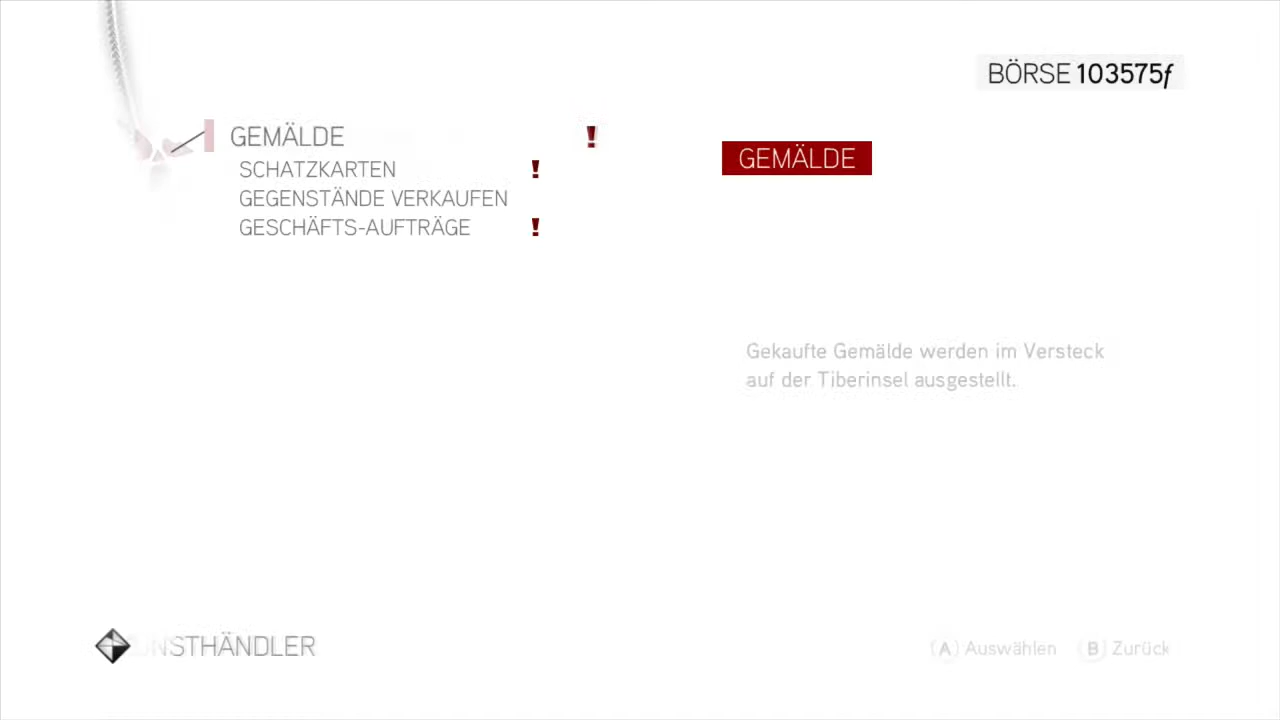 BÖRSE 103575f
GEMÄLDE !
SCHATZKARTEN !
GEGENSTÄNDE VERKAUFEN
GESCHÄFTS-AUFTRÄGE !
GEMÄLDE
Gekaufte Gemälde werden im Versteck
auf der Tiberinsel ausgestellt.
KUNSTHÄNDLER
(A) Auswählen (B) Zurück